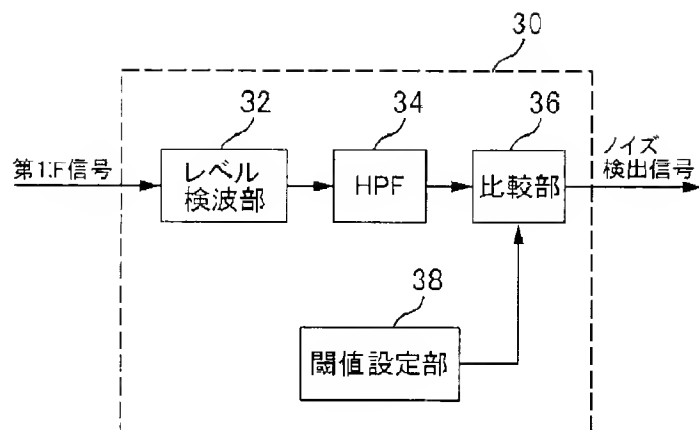 30
32
34
36
第1IF信号
レベル
検波部
HPF
比較部
ノイズ
検出信号
38
閾値設定部